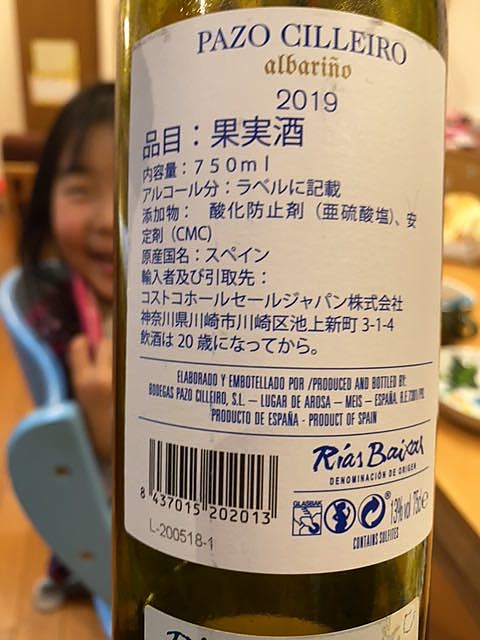 PAZO CILLEIRO
albariño
2019
品目：果実酒
内容量：７５０ｍｌ
アルコール分：ラベルに記載
添加物： 酸化防止剤（亜硫酸塩)、安
定剤（CMC)
原産国名：スペイン
輸入者及び引取先：
コストコホールセールジャパン株式会社
神奈川県川崎市川崎区池上新町 3-1-4
飲酒は 20 歳になってから。
ELABORADO Y EMBOTELLADO POR /PRODUCED AND BOTTLED BY:
BODEGAS PAZO CILLEIRO, S.L. — LUGAR DE AROSA — MEIS — ESPAÑA. R.E.
PRODUCTO DE ESPAÑA - PRODUCT OF SPAIN
Rías Baixas
DENOMINACIÓN DE ORIGEN
8 437015 202013
GLASBAK
13%vol 75cl e
CONTAINS SULFITES
L-200518-1